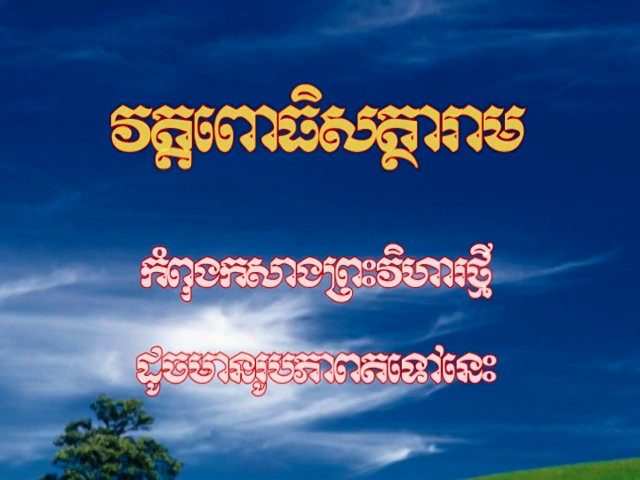 វត្តពោធិសត្ថារាម
កំពុងកសាងព្រះវិហារថ្មី
ដូចមានរូបភាពតទៅនេះ